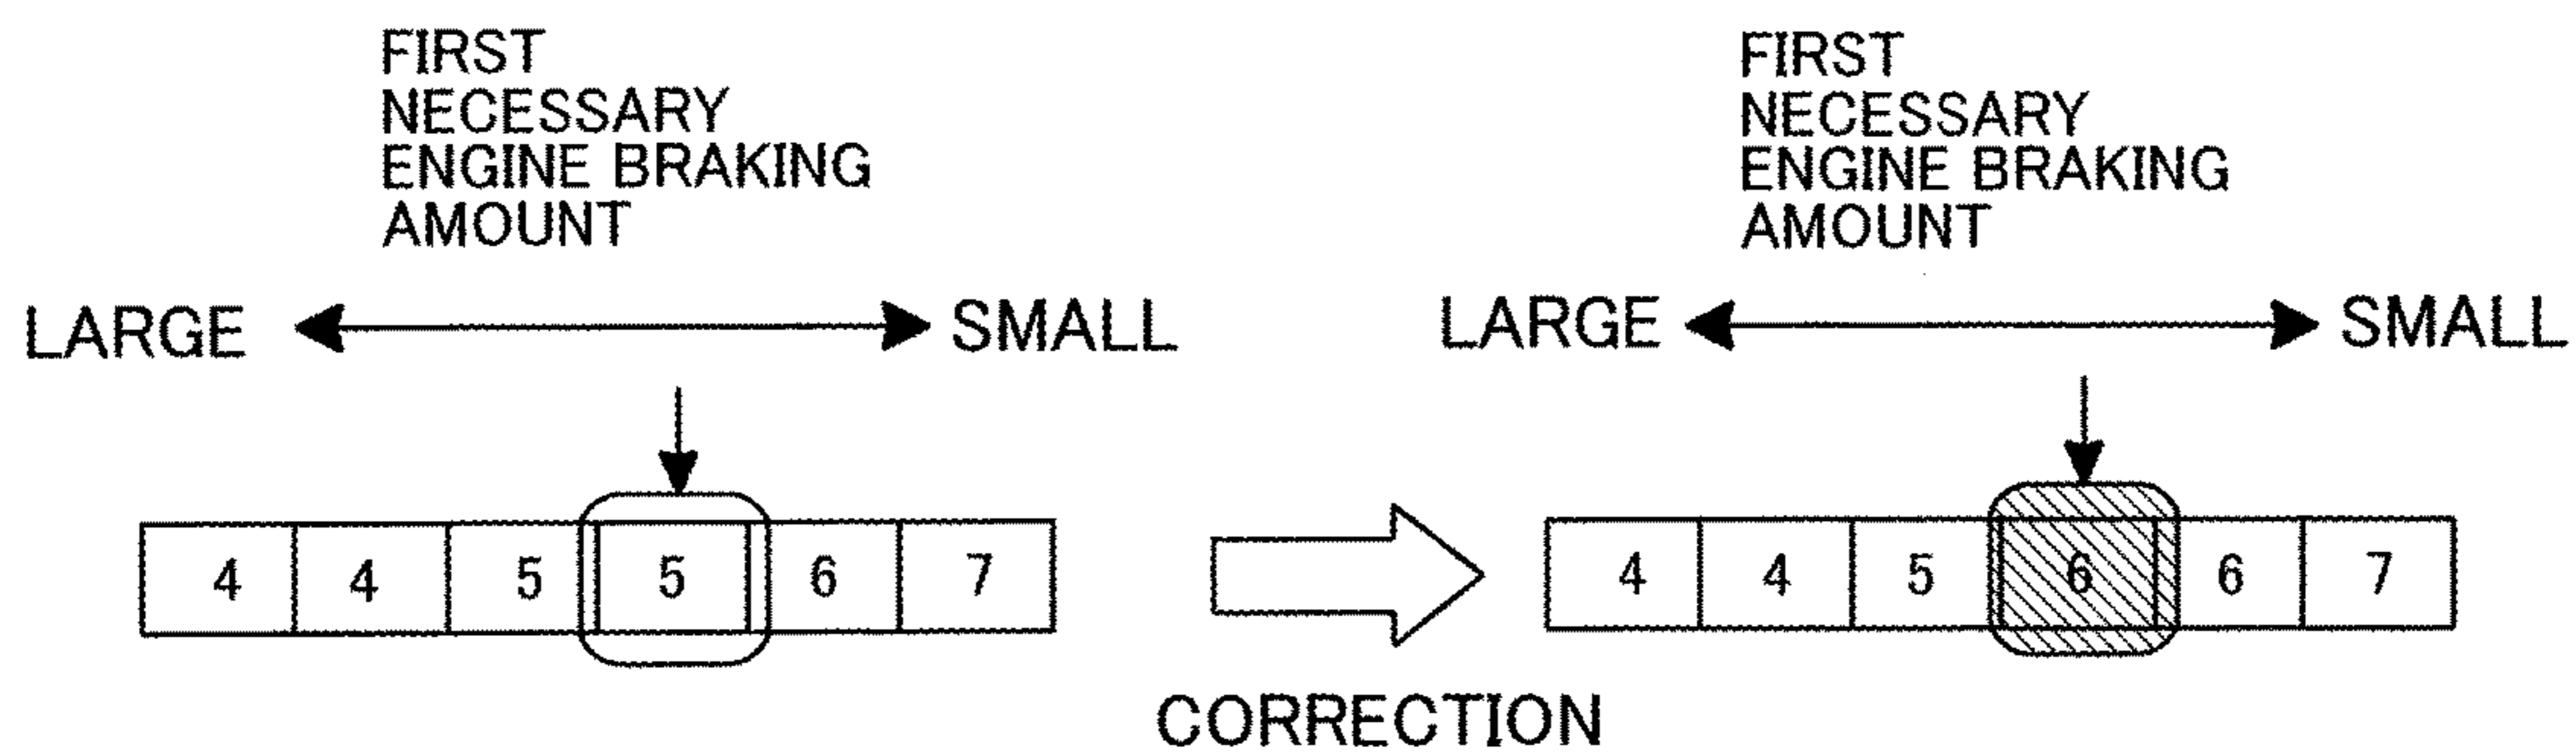 FIRST
NECESSARY
ENGINE BRAKING
AMOUNT
LARGE SMALL
4 4 5 5 6 7
CORRECTION
FIRST
NECESSARY
ENGINE BRAKING
AMOUNT
LARGE SMALL
4 4 5 6 6 7